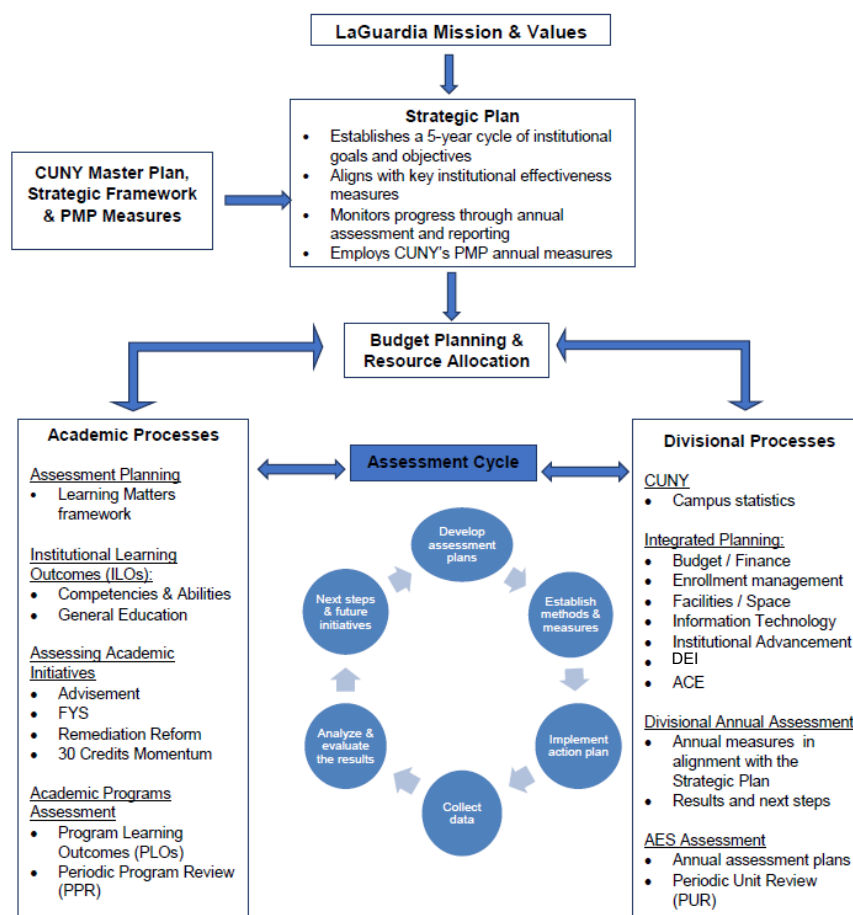 LaGuardia Mission & Values
Strategic Plan
• Establishes a 5-year cycle of institutional
goals and objectives
• Aligns with key institutional effectiveness
measures
• Monitors progress through annual
assessment and reporting
• Employs CUNY's PMP annual measures
CUNY Master Plan,
Strategic Framework
& PMP Measures
Budget Planning &
Resource Allocation
Academic Processes
Assessment Planning
• Learning Matters
framework
Institutional Learning
Outcomes (ILOs):
• Competencies & Abilities
• General Education
Assessing Academic
Initiatives
• Advisement
• FYS
• Remediation Reform
• 30 Credits Momentum
Academic Programs
Assessment
• Program Learning
Outcomes (PLOs)
• Periodic Program Review
(PPR)
Assessment Cycle
Develop
assessment
plans
Establish
methods &
measures
Implement
action plan
Collect
data
Analyze &
evaluate
the results
Next steps
& future
initiatives
Divisional Processes
CUNY
• Campus statistics
Integrated Planning:
• Budget / Finance
• Enrollment management
• Facilities / Space
• Information Technology
• Institutional Advancement
• DEI
• ACE
Divisional Annual Assessment
• Annual measures in
alignment with the
Strategic Plan
• Results and next steps
AES Assessment
• Annual assessment plans
• Periodic Unit Review
(PUR)